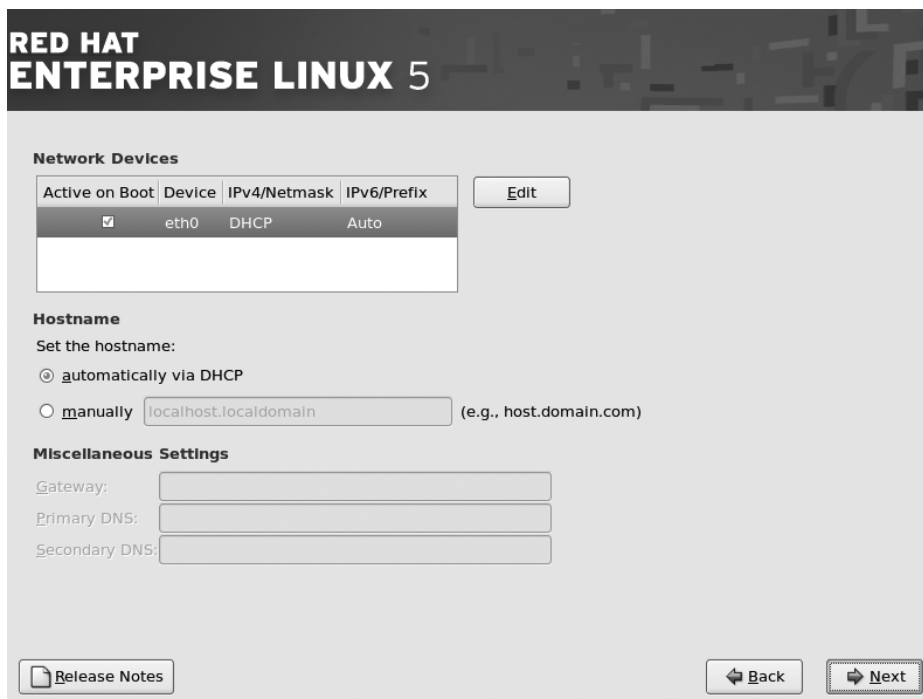 RED HAT
ENTERPRISE LINUX 5
Network Devices
Active on Boot Device IPv4/Netmask IPv6/Prefix
eth0 DHCP Auto
Edit
Hostname
Set the hostname:
automatically via DHCP
manually localhost.localdomain (e.g., host.domain.com)
Miscellaneous Settings
Gateway:
Primary DNS:
Secondary DNS:
Release Notes Back Next